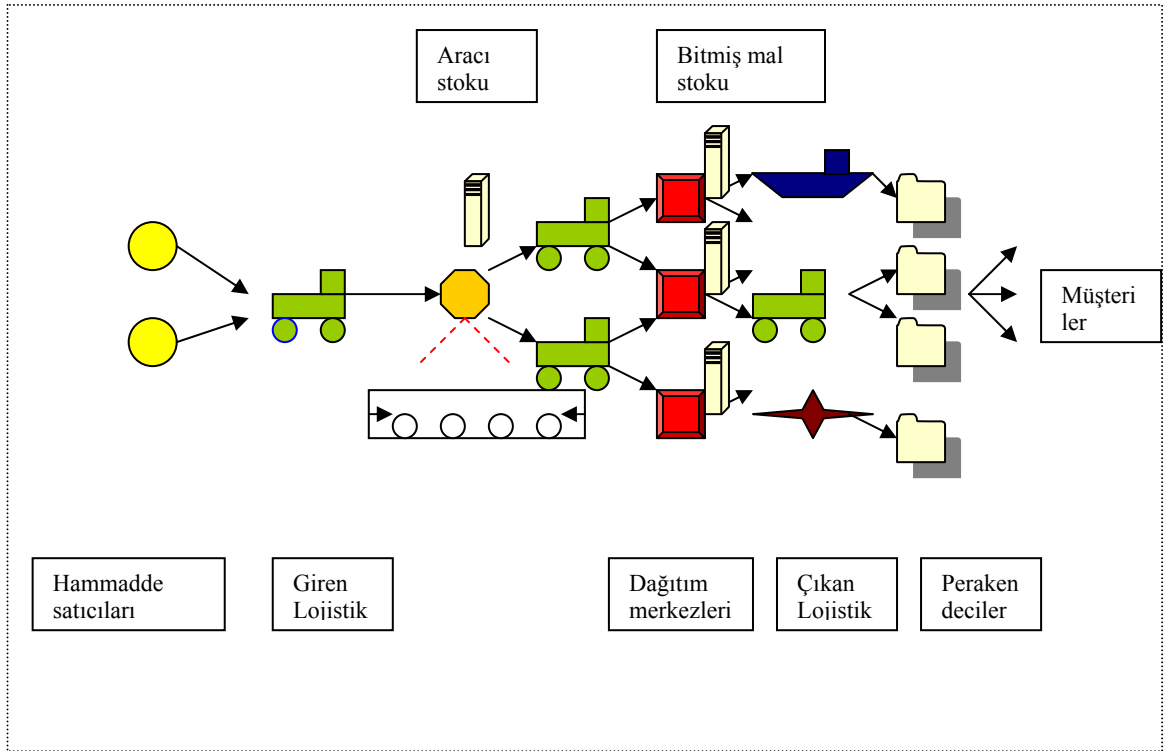 Aracı
stoku
Bitmiş mal
stoku
Müşteri
ler
Hammadde
satıcıları
Giren
Lojistik
Dağıtım
merkezleri
Çıkan
Lojistik
Peraken
deciler